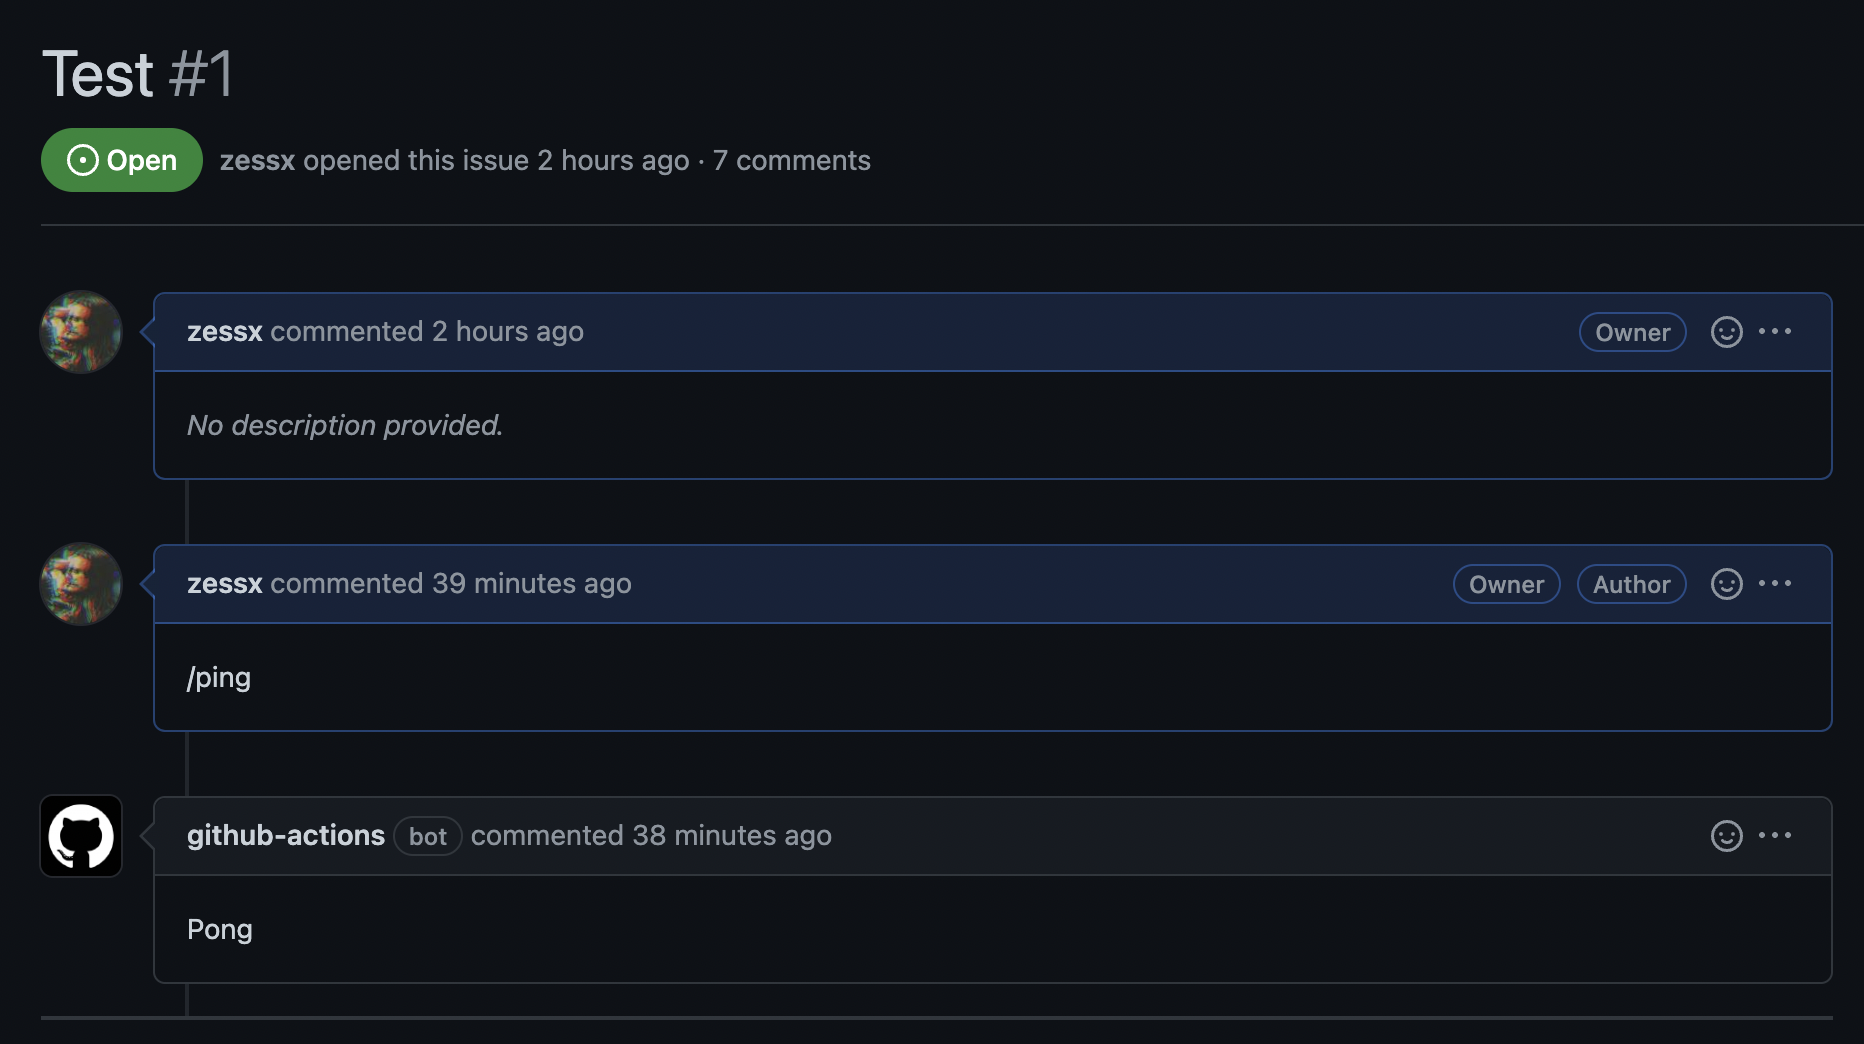 Test #1
Open zessx opened this issue 2 hours ago · 7 comments
zessx commented 2 hours ago Owner
No description provided.
zessx commented 39 minutes ago Owner Author
/ping
github-actions bot commented 38 minutes ago
Pong